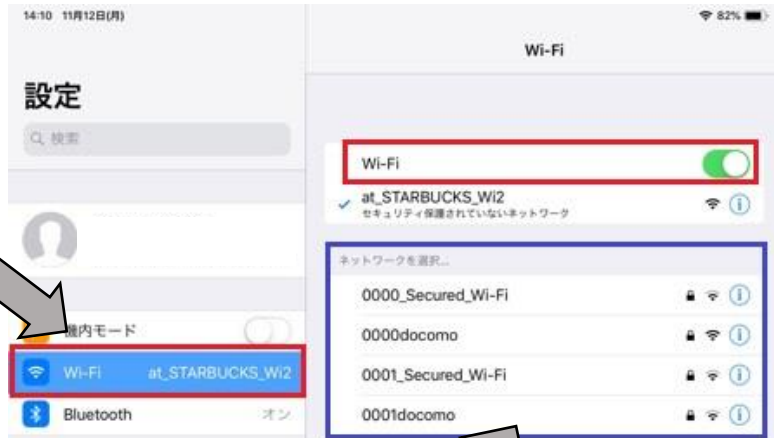 14:10 11月12日(月)
82%
設定
検索
機内モード
Wi-Fi at_STARBUCKS_Wi2
Bluetooth オン
Wi-Fi
Wi-Fi
at_STARBUCKS_Wi2
セキュリティ保護されていないネットワーク
ネットワークを選択...
0000_Secured_Wi-Fi
0000docomo
0001_Secured_Wi-Fi
0001docomo